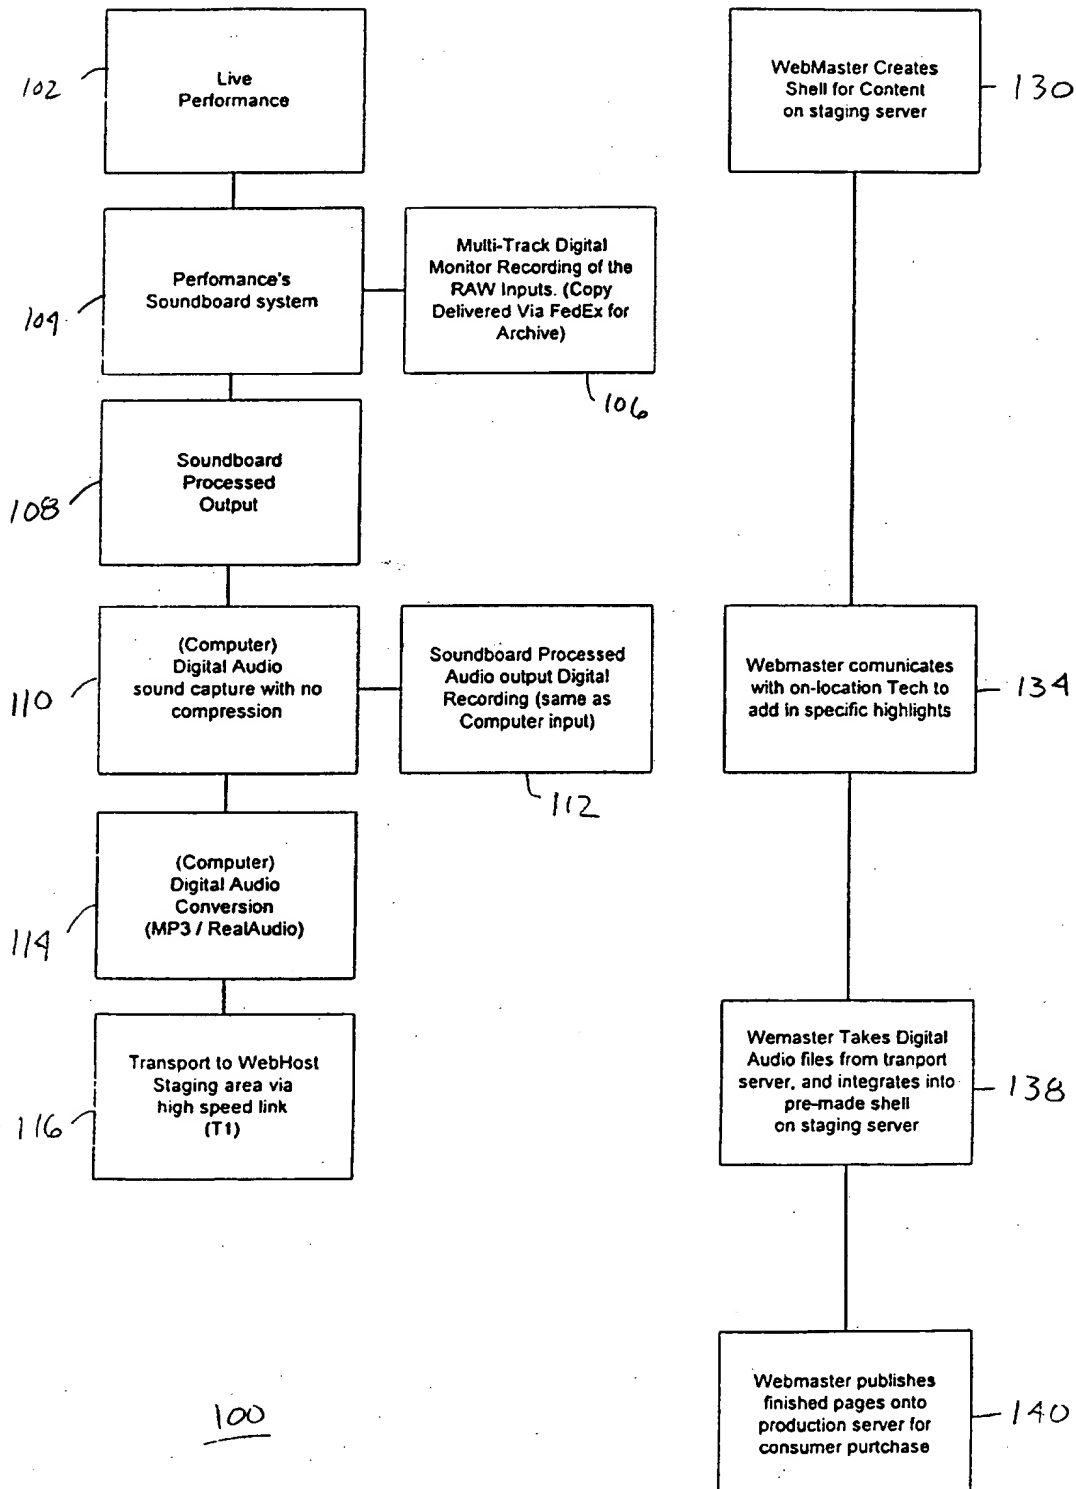 102
Live
Performance
Perfomance's
Soundboard system
104
Multi-Track Digital
Monitor Recording of the
RAW Inputs. (Copy
Delivered Via FedEx for
Archive)
106
Soundboard
Processed
Output
108
(Computer)
Digital Audio
sound capture with no
compression
110
Soundboard Processed
Audio output Digital
Recording (same as
Computer input)
112
(Computer)
Digital Audio
Conversion
(MP3 / RealAudio)
114
Transport to WebHost
Staging area via
high speed link
(T1)
116
100
WebMaster Creates
Shell for Content
on staging server
130
Webmaster comunicates
with on-location Tech to
add in specific highlights
134
Wemaster Takes Digital
Audio files from tranport
server, and integrates into
pre-made shell
on staging server
138
Webmaster publishes
finished pages onto
production server for
consumer purtchase
140